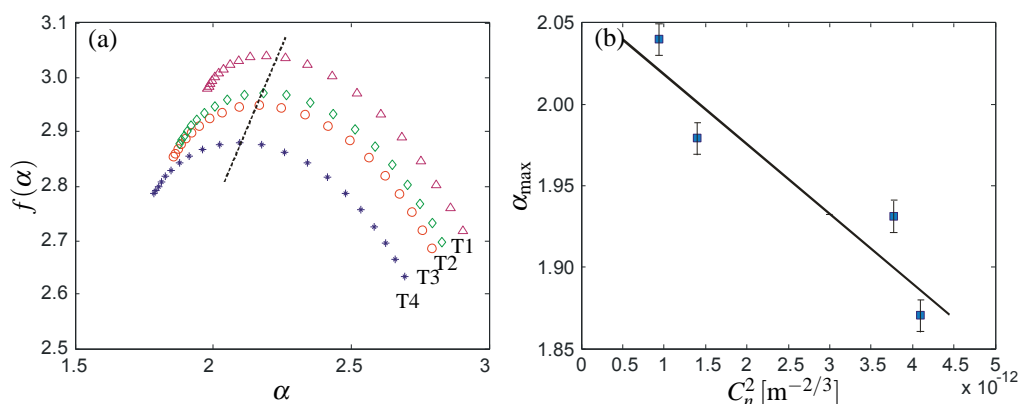 (a)
3.1
3.0
2.9
2.8
2.7
2.6
2.5
f(α)
T1
T2
T3
T4
1.5 2 2.5 3
α
(b)
2.05
2.00
1.95
1.90
1.85
α_max
0 0.5 1 1.5 2 2.5 3 3.5 4 4.5 5
x 10^-12
C_n^2 [m^{-2/3}]